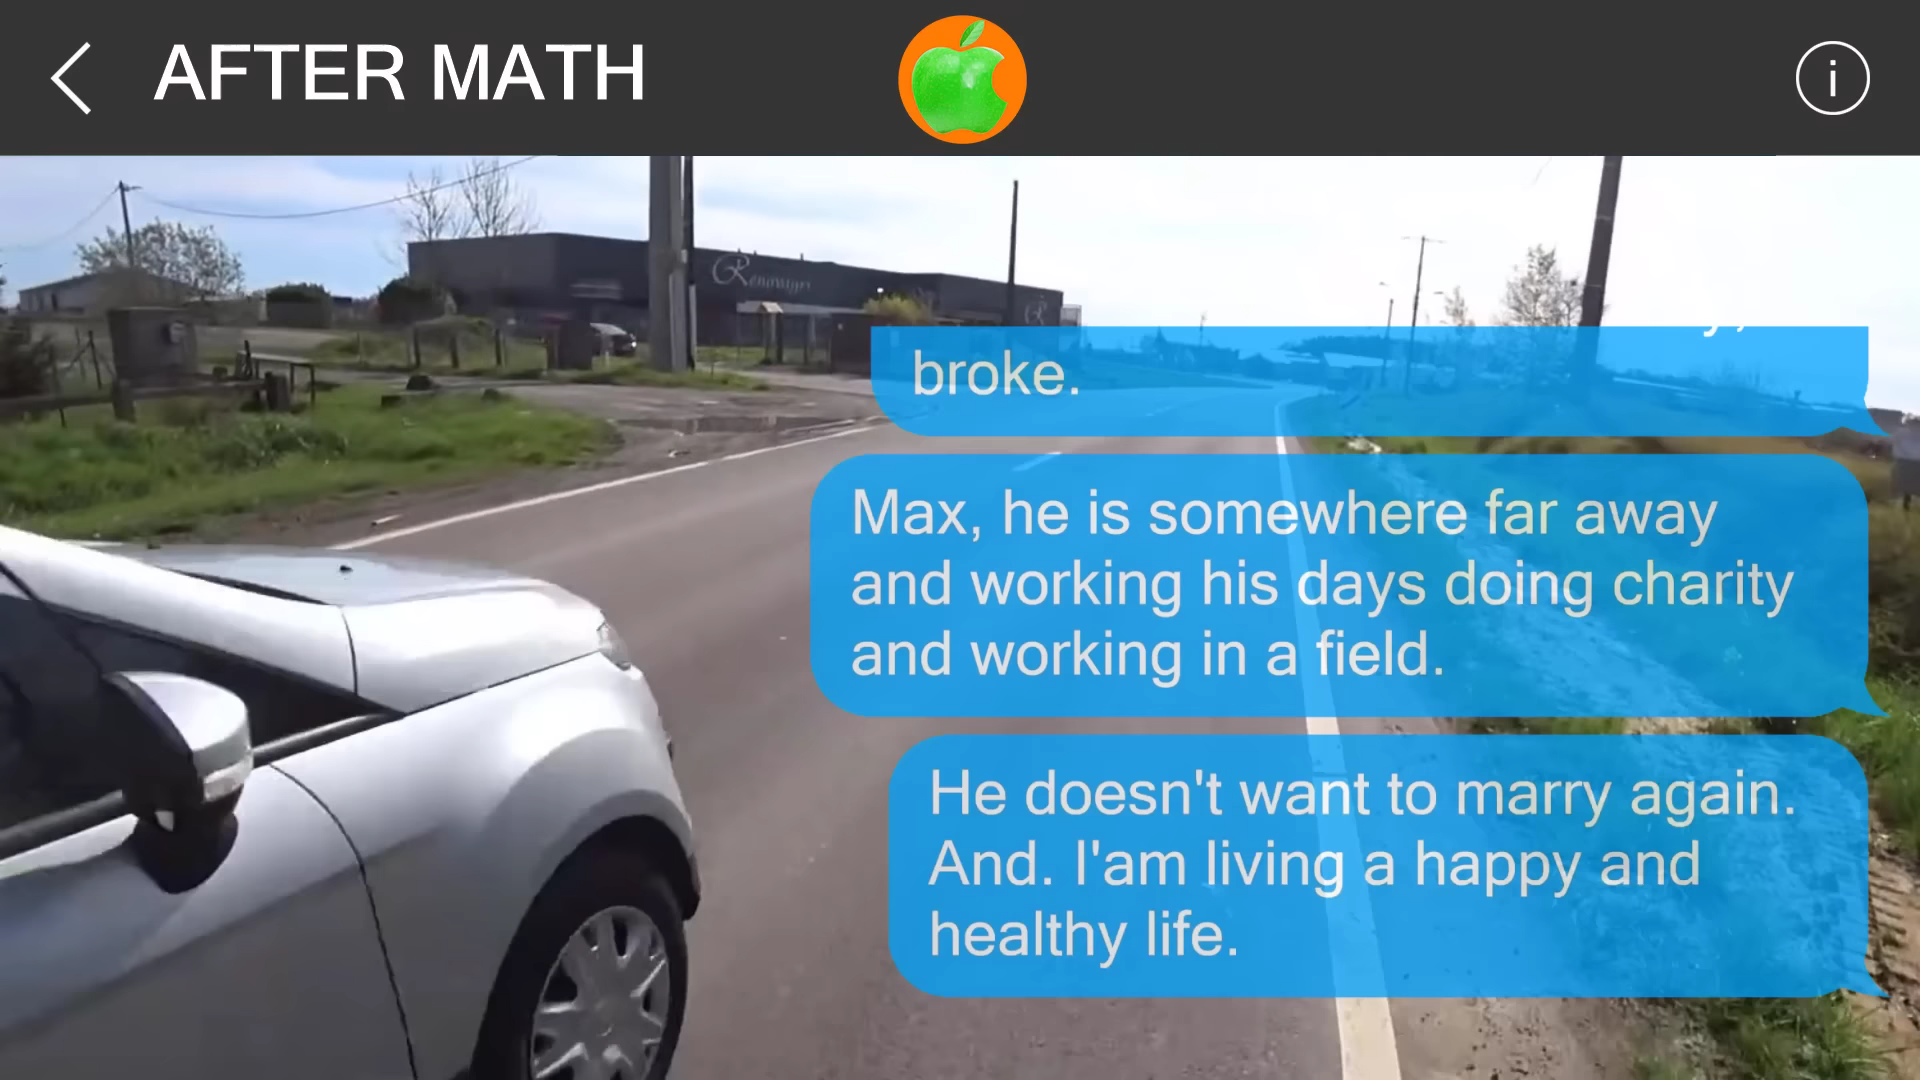 AFTER MATH
i
broke.
Max, he is somewhere far away
and working his days doing charity
and working in a field.
He doesn't want to marry again.
And. I'am living a happy and
healthy life.